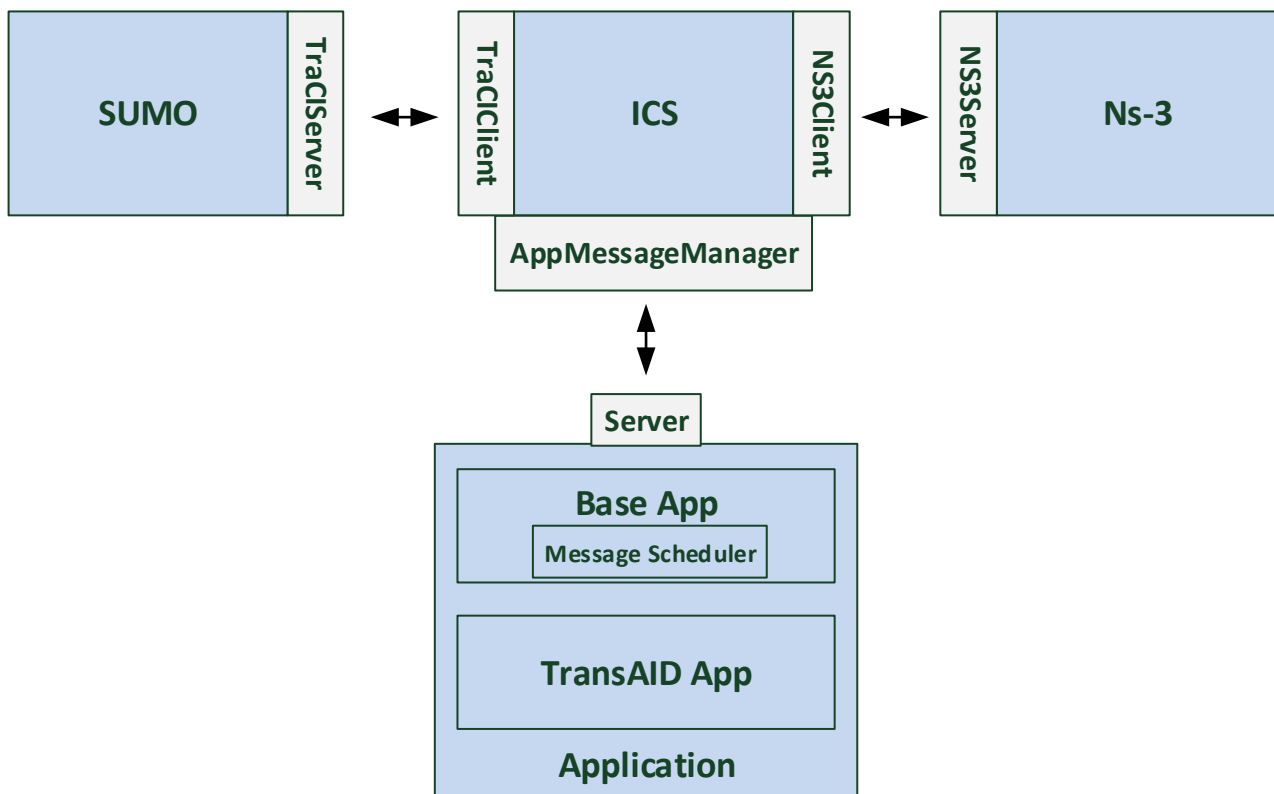 SUMO
TraCIServer
TraCIClient
ICS
NS3Client
NS3Server
Ns-3
AppMessageManager
Server
Base App
Message Scheduler
TransAID App
Application